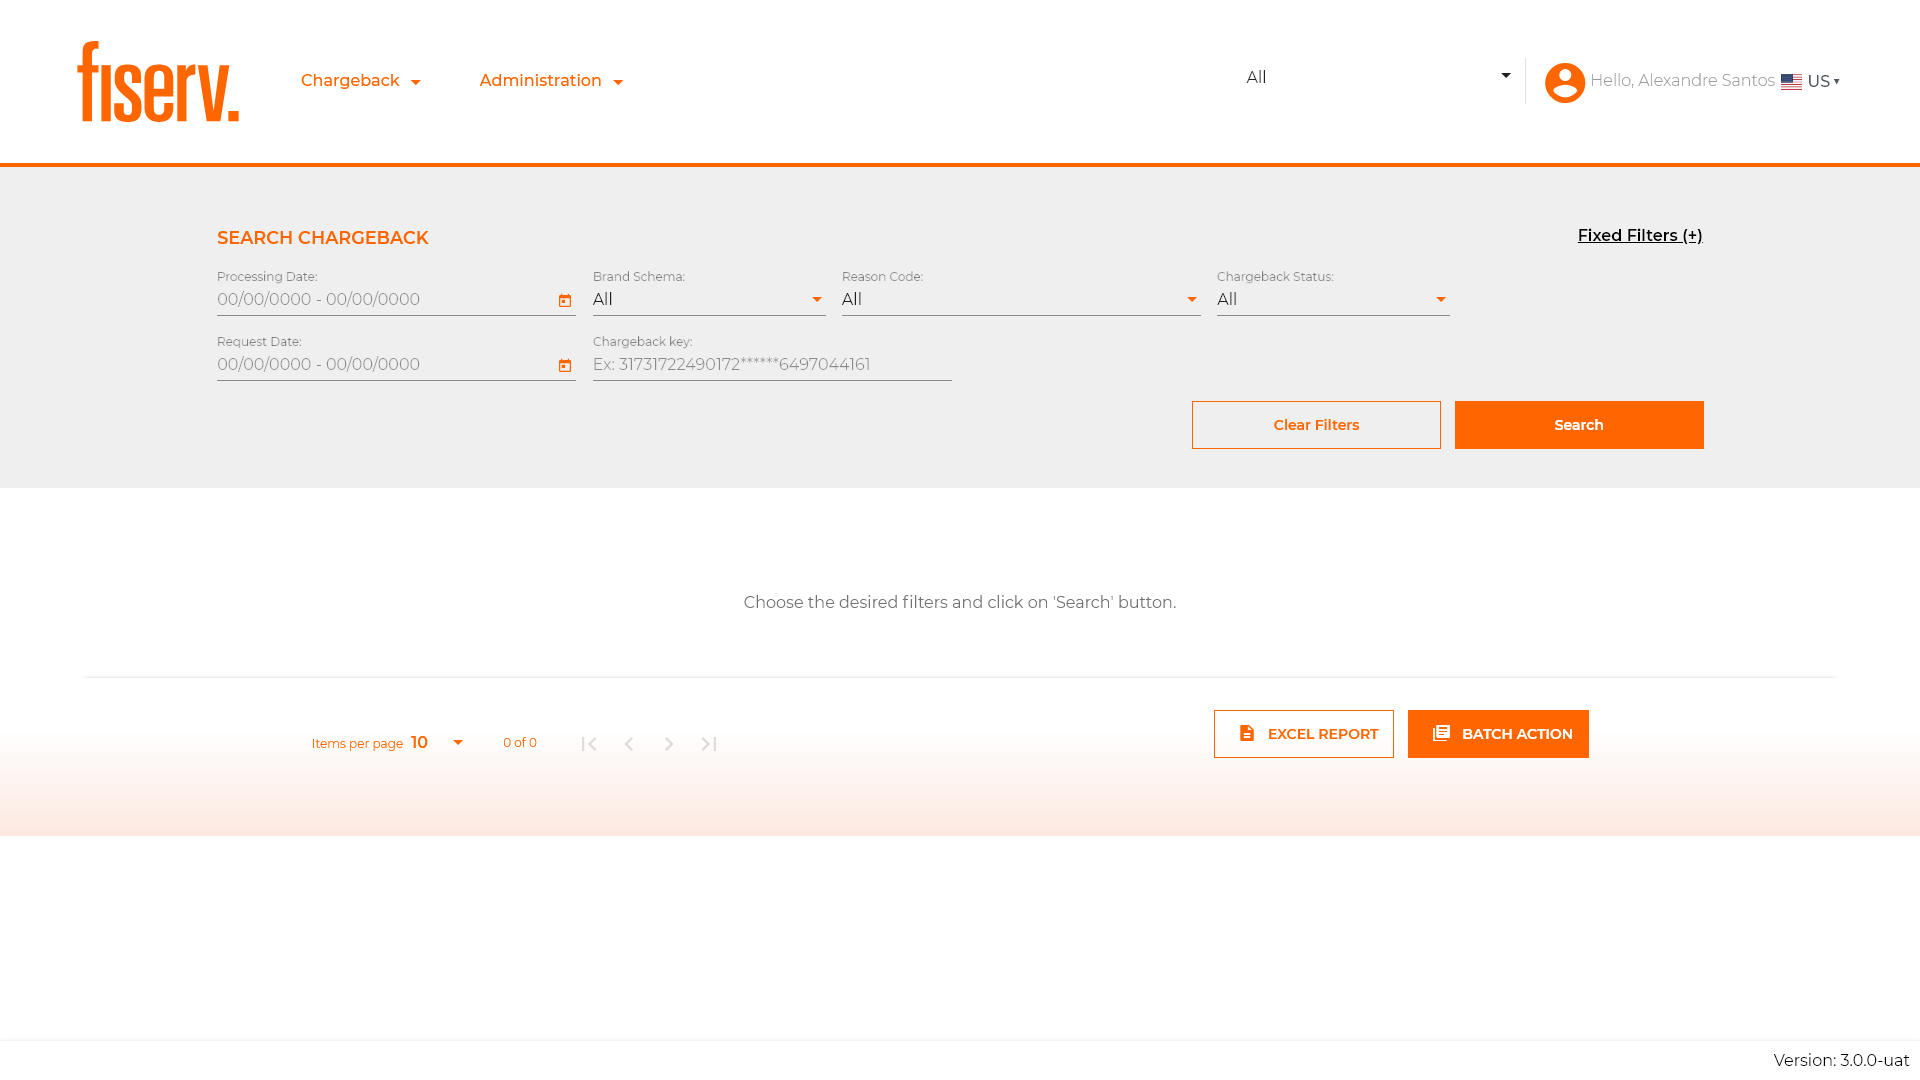 fiserv.
Chargeback
Administration
All
Hello, Alexandre Santos
US
SEARCH CHARGEBACK
Fixed Filters (+)
Processing Date:
Brand Schema:
Reason Code:
Chargeback Status:
00/00/0000 - 00/00/0000
All
All
All
Request Date:
Chargeback key:
00/00/0000 - 00/00/0000
Ex: 31731722490172******6497044161
Clear Filters
Search
Choose the desired filters and click on 'Search' button.
Items per page 10
0 of 0
EXCEL REPORT
BATCH ACTION
Version: 3.0.0-uat